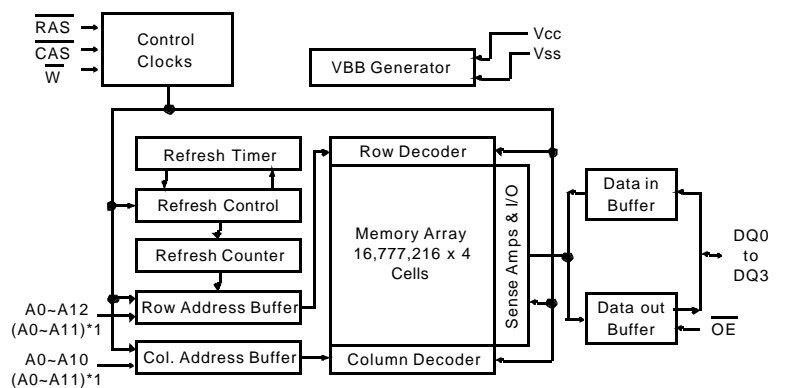 RAS
CAS
W
Control
Clocks
VBB Generator
Vcc
Vss
Refresh Timer
Refresh Control
Refresh Counter
Row Address Buffer
Col. Address Buffer
A0~A12
(A0~A11)*1
A0~A10
(A0~A11)*1
Row Decoder
Memory Array
16,777,216 x 4
Cells
Column Decoder
Sense Amps & I/O
Data in
Buffer
Data out
Buffer
DQ0
to
DQ3
OE